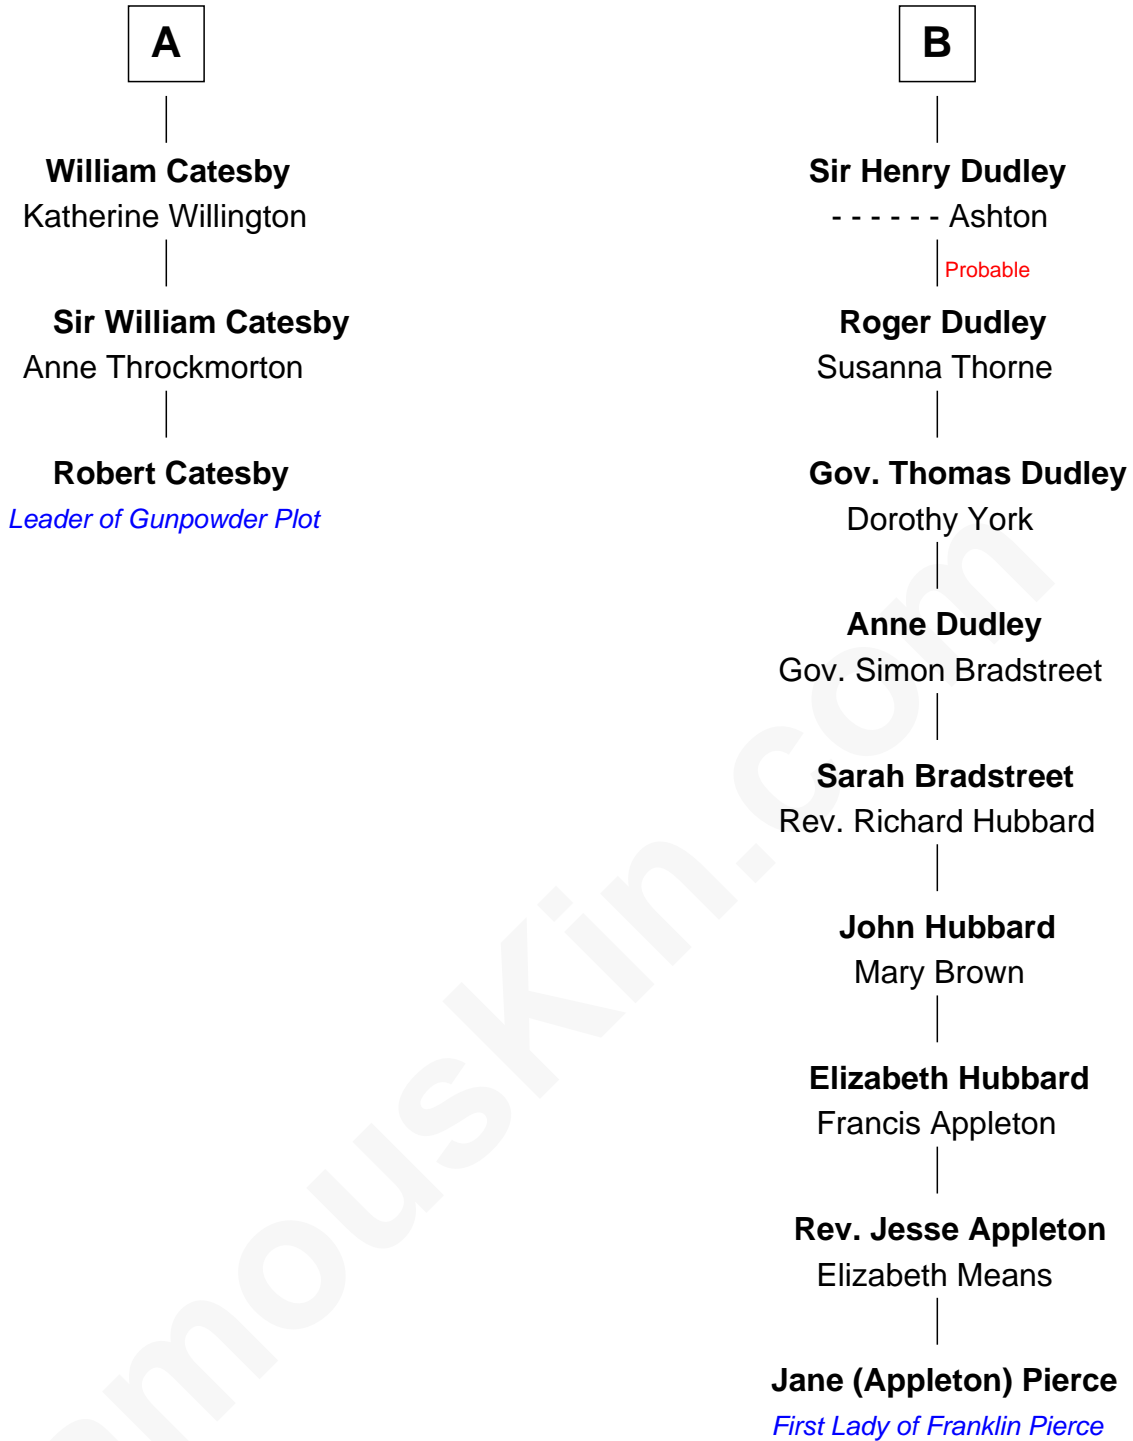 A
William Catesby
Katherine Willington
Sir William Catesby
Anne Throckmorton
Robert Catesby
Leader of Gunpowder Plot
B
Sir Henry Dudley
- - - - - - Ashton
Probable
Roger Dudley
Susanna Thorne
Gov. Thomas Dudley
Dorothy York
Anne Dudley
Gov. Simon Bradstreet
Sarah Bradstreet
Rev. Richard Hubbard
John Hubbard
Mary Brown
Elizabeth Hubbard
Francis Appleton
Rev. Jesse Appleton
Elizabeth Means
Jane (Appleton) Pierce
First Lady of Franklin Pierce
amousKin.com